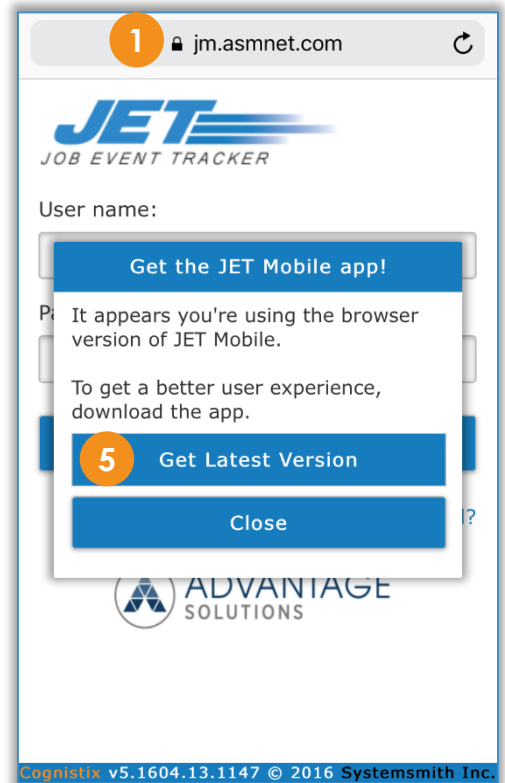 1 jm.asmnet.com
JET
JOB EVENT TRACKER
User name:
Get the JET Mobile app!
It appears you're using the browser
version of JET Mobile.
To get a better user experience,
download the app.
5 Get Latest Version
Close
ADVANTAGE
SOLUTIONS
Cognistix v5.1604.13.1147 © 2016 Systemsmith Inc.